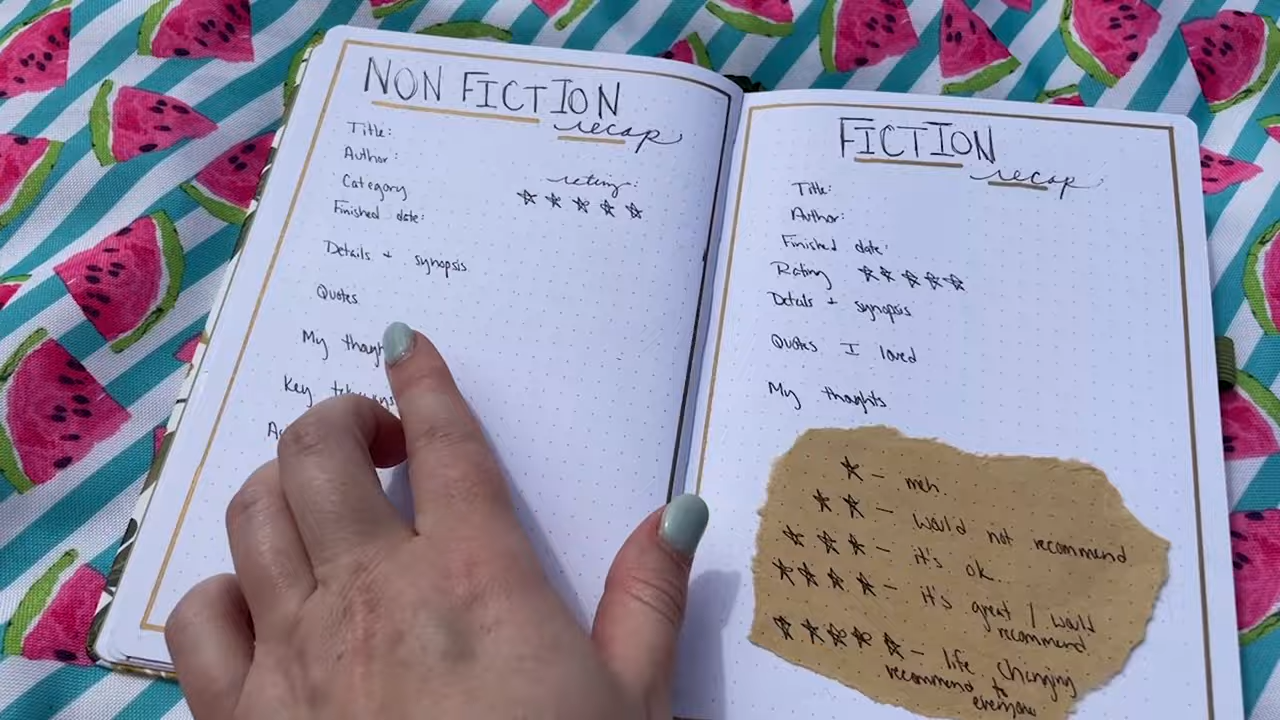 NON FICTION
recap
Title:
Author:
Category
rating:
Finished date:
Details + synopsis
Quotes
My
Key
FICTION
recap
Title:
Author:
Finished date:
Rating
Details + synopsis
Quotes I loved
My thoughts
- meh.
- would not recommend
- it's ok.
- it's great I would
recommend
- life changing
recommend to
everyone